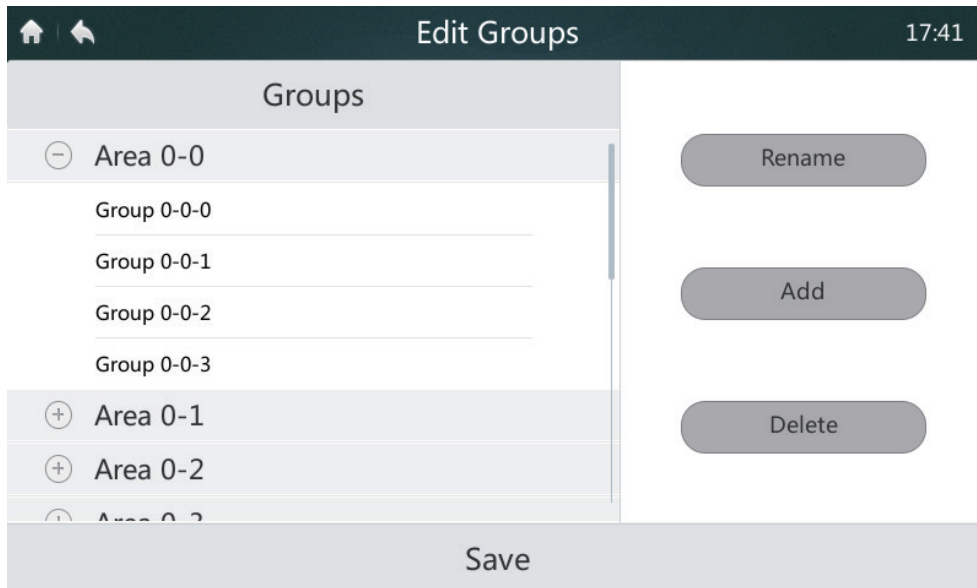 Edit Groups
17:41
Groups
Area 0-0
Group 0-0-0
Group 0-0-1
Group 0-0-2
Group 0-0-3
Area 0-1
Area 0-2
Rename
Add
Delete
Save